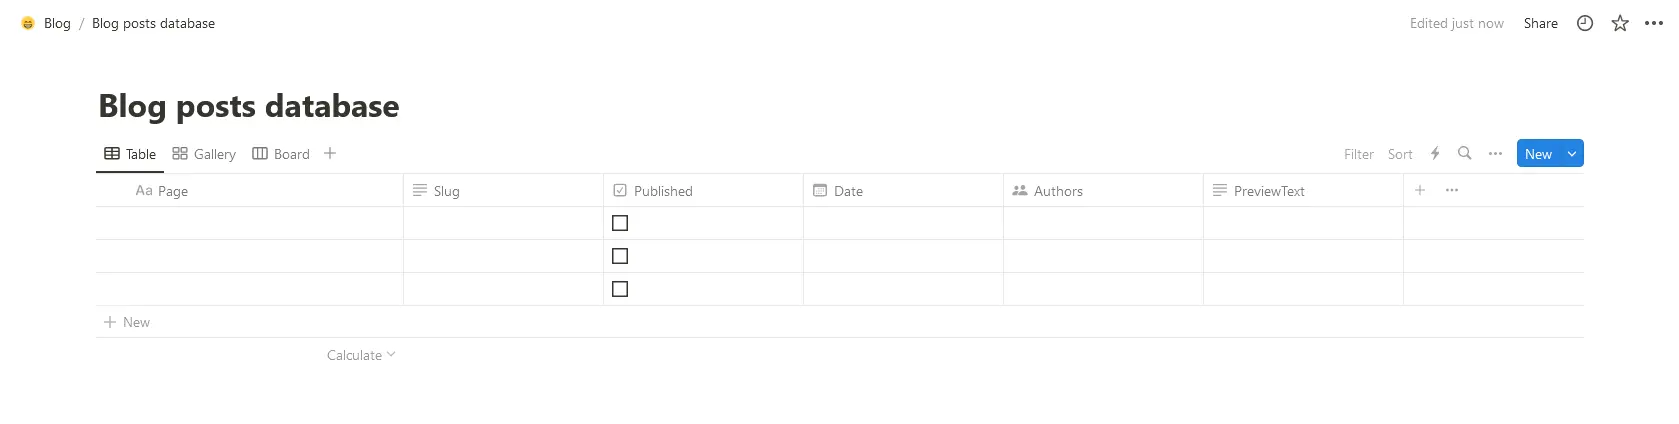 Blog / Blog posts database Edited just now Share
Blog posts database
Table Gallery Board Filter Sort New
Aa Page Slug Published Date Authors PreviewText
New
Calculate